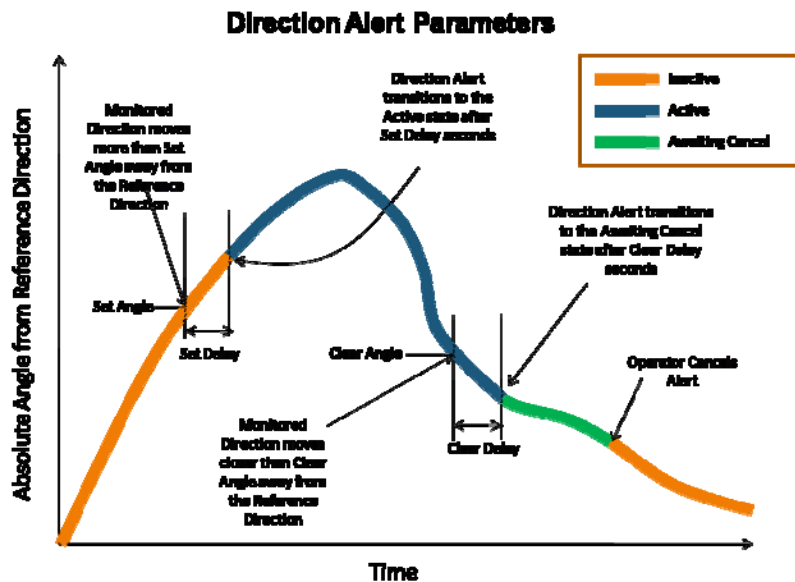 Direction Alert Parameters
Inactive
Active
Awaiting Cancel
Direction Alert
transitions to the
Active state after
Set Delay seconds
Monitored
Direction moves
more than Set
Angle away from
the Reference
Direction
Direction Alert transitions
to the Awaiting Cancel
state after Clear Delay
seconds
Set Angle
Set Delay
Clear Angle
Operator Cancels
Alert
Monitored
Direction moves
closer than Clear
Angle away from
the Reference
Direction
Clear Delay
Absolute Angle from Reference Direction
Time